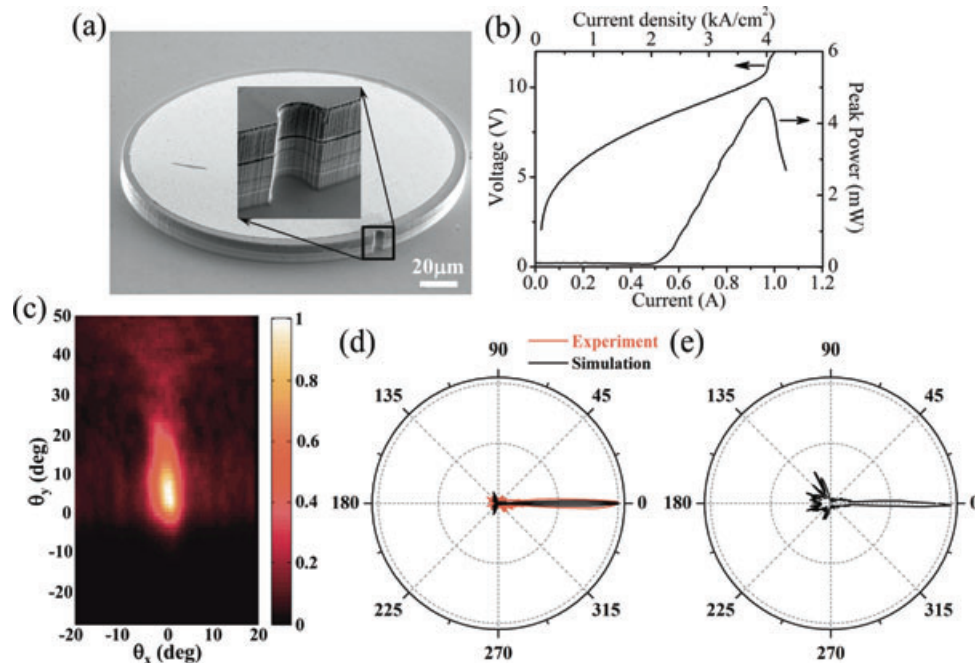 (a)
20μm
(b)
Current density (kA/cm²)
0 1 2 3 4
10
5
0
Voltage (V)
6
4
2
0
Peak Power (mW)
0.0 0.2 0.4 0.6 0.8 1.0 1.2
Current (A)
(c)
50
40
30
20
10
0
-10
-20
θy (deg)
-20 -10 0 10 20
θx (deg)
1
0.8
0.6
0.4
0.2
0
(d)
Experiment
Simulation
90
135 45
180 0
225 315
270
(e)
90
135 45
180 0
225 315
270